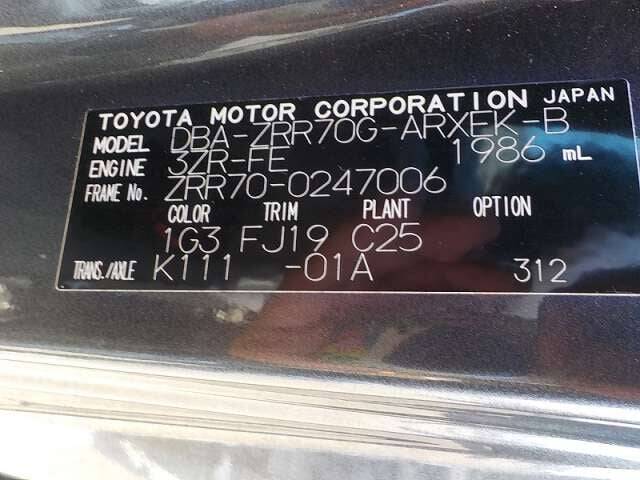 TOYOTA MOTOR CORPORATION JAPAN
MODEL DBA-ZRR70G-ARXEK-B
ENGINE 3ZR-FE 1986 mL
FRAME No. ZRR70-0247006
COLOR TRIM PLANT OPTION
1G3 FJ19 C25
TRANS./AXLE K111 -01A 312